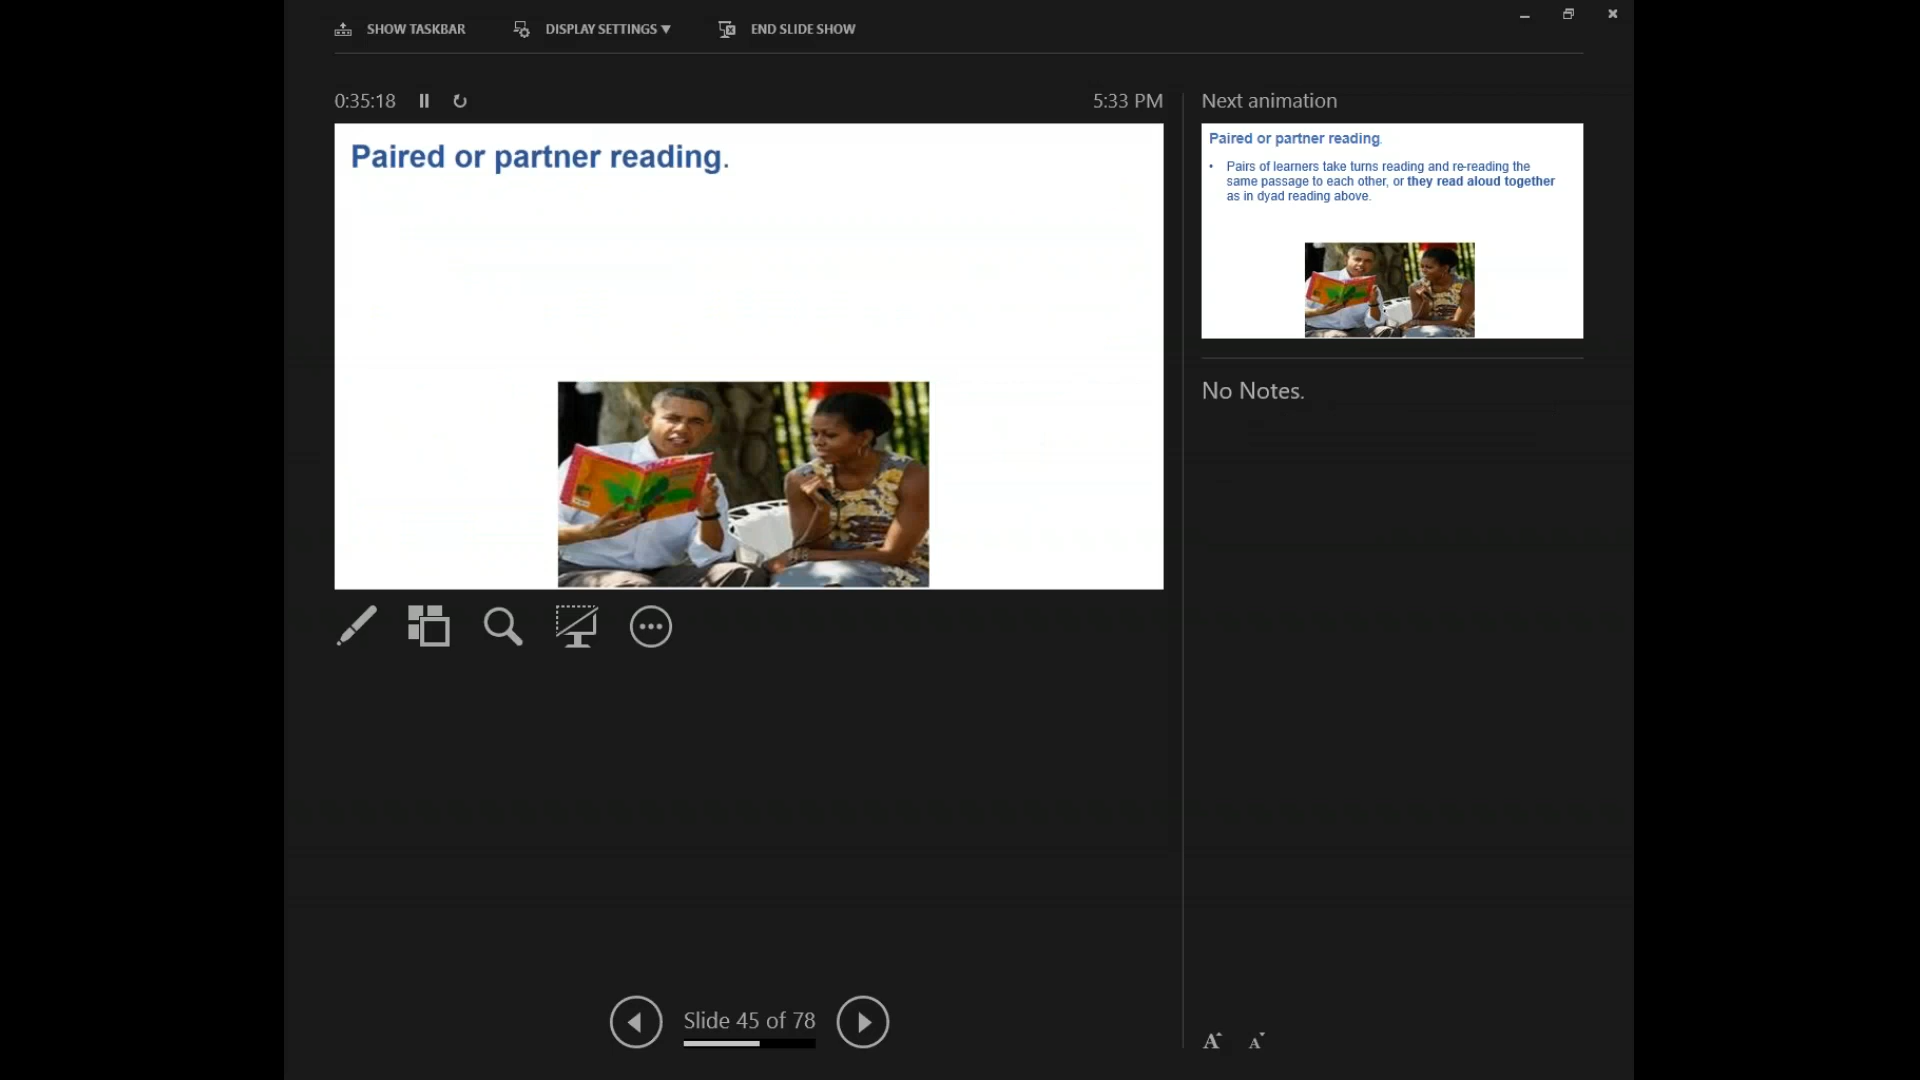 SHOW TASKBAR
DISPLAY SETTINGS ▼
END SLIDE SHOW
0:35:18
5:33 PM
Paired or partner reading.
Slide 45 of 78
Next animation
Paired or partner reading.
• Pairs of learners take turns reading and re-reading the
same passage to each other, or they read aloud together
as in dyad reading above.
No Notes.
A A